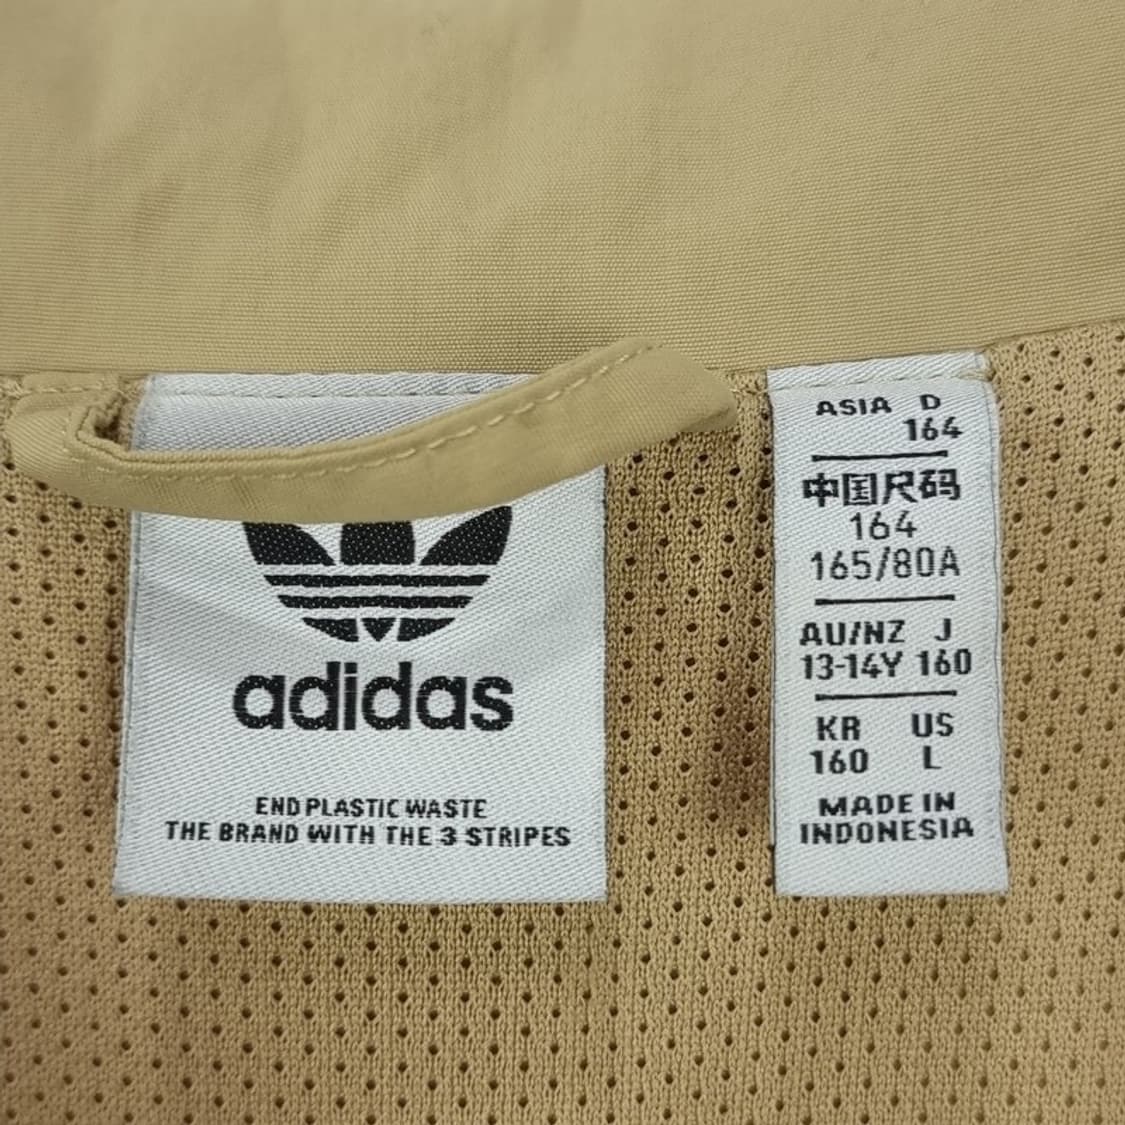 adidas
END PLASTIC WASTE
THE BRAND WITH THE 3 STRIPES
ASIA D
164
中国尺码
164
165/80A
AU/NZ J
13-14Y 160
KR US
160 L
MADE IN
INDONESIA